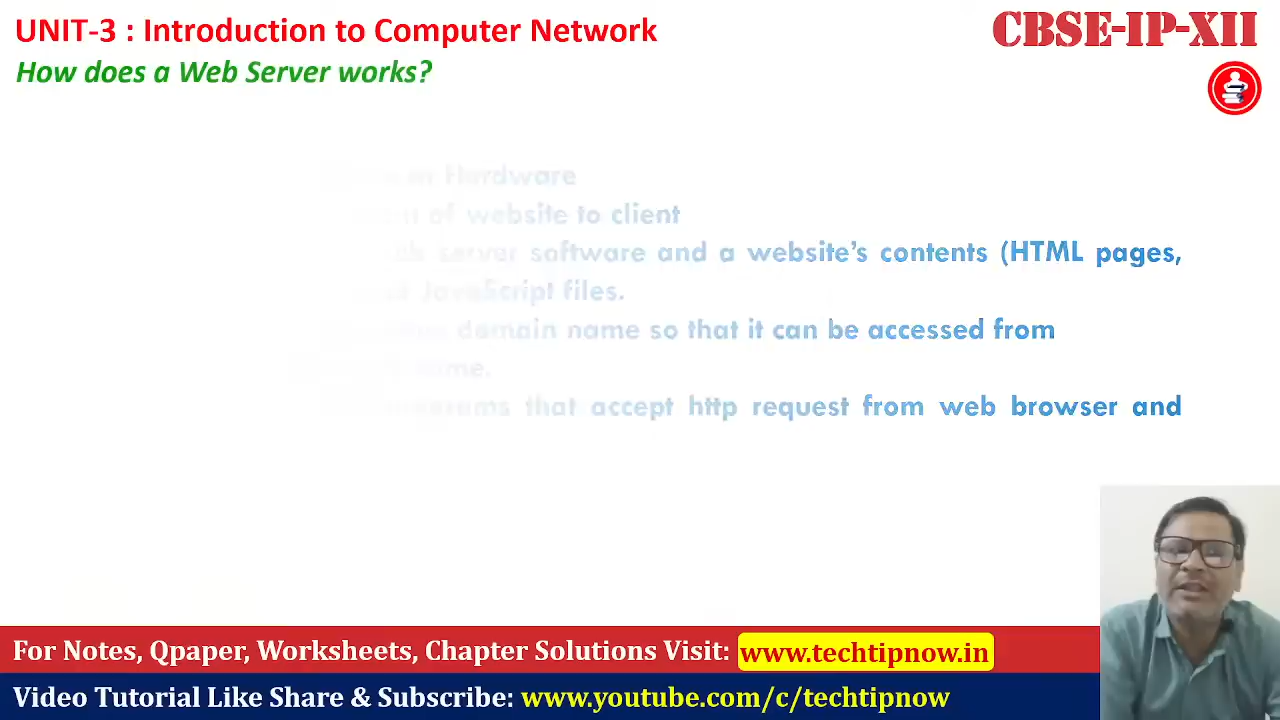 UNIT-3 : Introduction to Computer Network
CBSE-IP-XII
How does a Web Server works?
Hardware
of website to client
server software and a website's contents (HTML pages,
JavaScript files.
domain name so that it can be accessed from
that accept http request from web browser and
For Notes, Qpaper, Worksheets, Chapter Solutions Visit: www.techtipnow.in
Video Tutorial Like Share & Subscribe: www.youtube.com/c/techtipnow